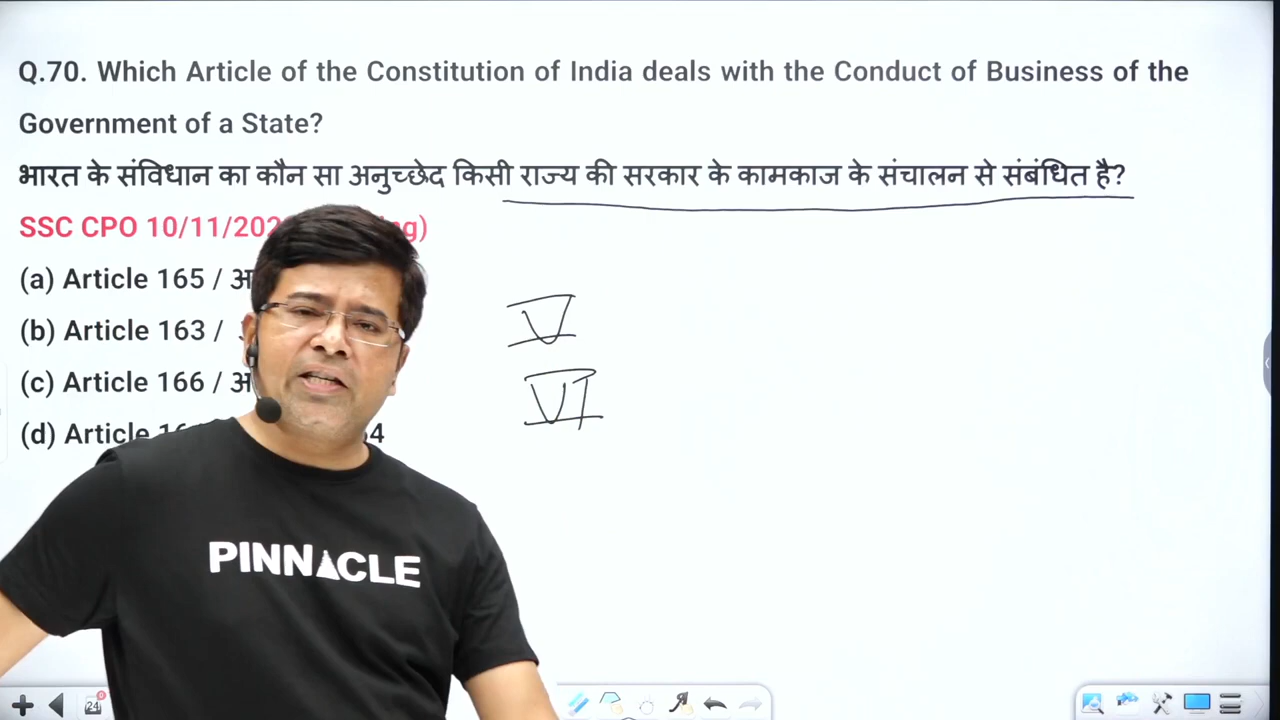 Q.70. Which Article of the Constitution of India deals with the Conduct of Business of the
Government of a State?
भारत के संविधान का कौन सा अनुच्छेद किसी राज्य की सरकार के कामकाज के संचालन से संबंधित है?
SSC CPO 10/11/202
(a) Article 165 /
(b) Article 163 /
(c) Article 166 /
(d) Article
V
VI
PINNACLE
24